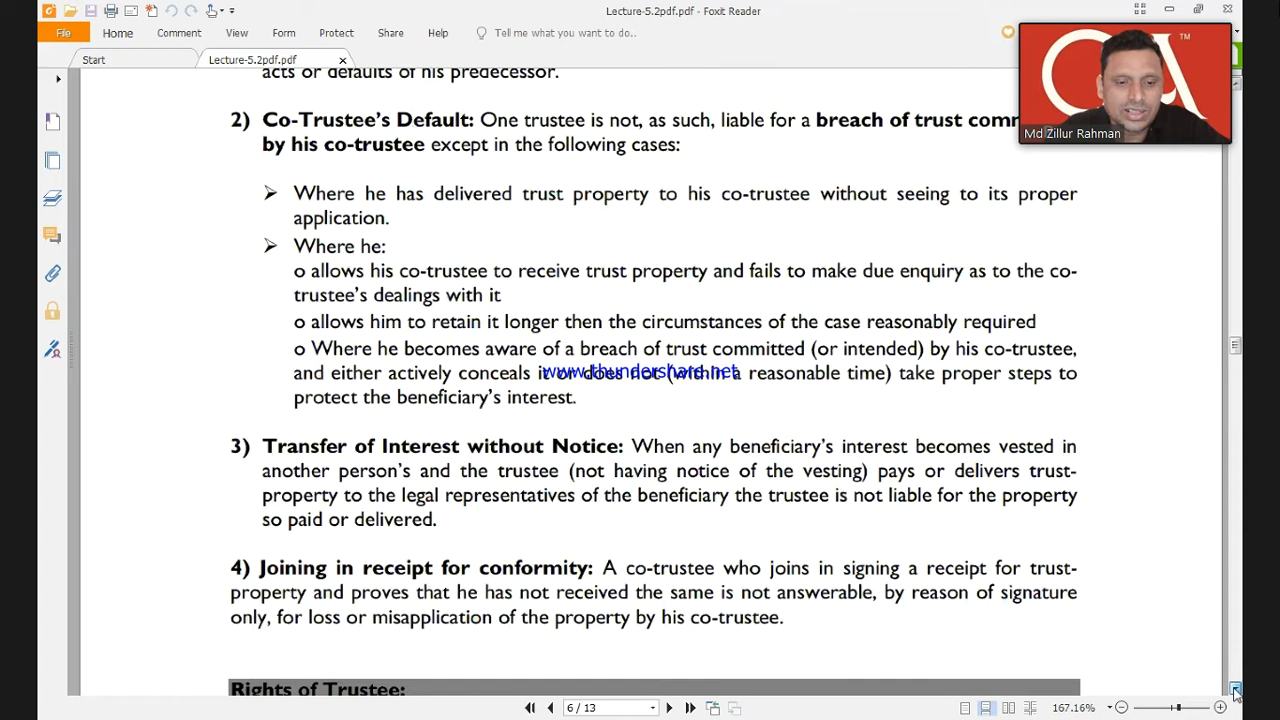 Lecture-5.2pdf.pdf - Foxit Reader
File Home Comment View Form Protect Share Help Tell me what you want to do..
Start Lecture-5.2pdf.pdf
TM
Md Zillur Rahman
acts or defaults of his predecessor.
2) Co-Trustee's Default: One trustee is not, as such, liable for a breach of trust
by his co-trustee except in the following cases:
➢ Where he has delivered trust property to his co-trustee without seeing to its proper
application.
➢ Where he:
o allows his co-trustee to receive trust property and fails to make due enquiry as to the co-
trustee's dealings with it
o allows him to retain it longer then the circumstances of the case reasonably required
o Where he becomes aware of a breach of trust committed (or intended) by his co-trustee,
and either actively conceals it or does not (within a reasonable time) take proper steps to
protect the beneficiary's interest.
www.thundershare.net
3) Transfer of Interest without Notice: When any beneficiary's interest becomes vested in
another person's and the trustee (not having notice of the vesting) pays or delivers trust-
property to the legal representatives of the beneficiary the trustee is not liable for the property
so paid or delivered.
4) Joining in receipt for conformity: A co-trustee who joins in signing a receipt for trust-
property and proves that he has not received the same is not answerable, by reason of signature
only, for loss or misapplication of the property by his co-trustee.
Rights of Trustee:
6 / 13
167.16%